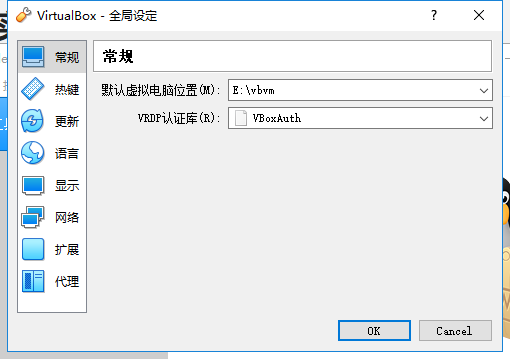 VirtualBox - 全局设定
常规
热键
更新
语言
显示
网络
扩展
代理
常规
默认虚拟电脑位置(M): E:\vbvm
VRDP认证库(R): VBoxAuth
OK Cancel